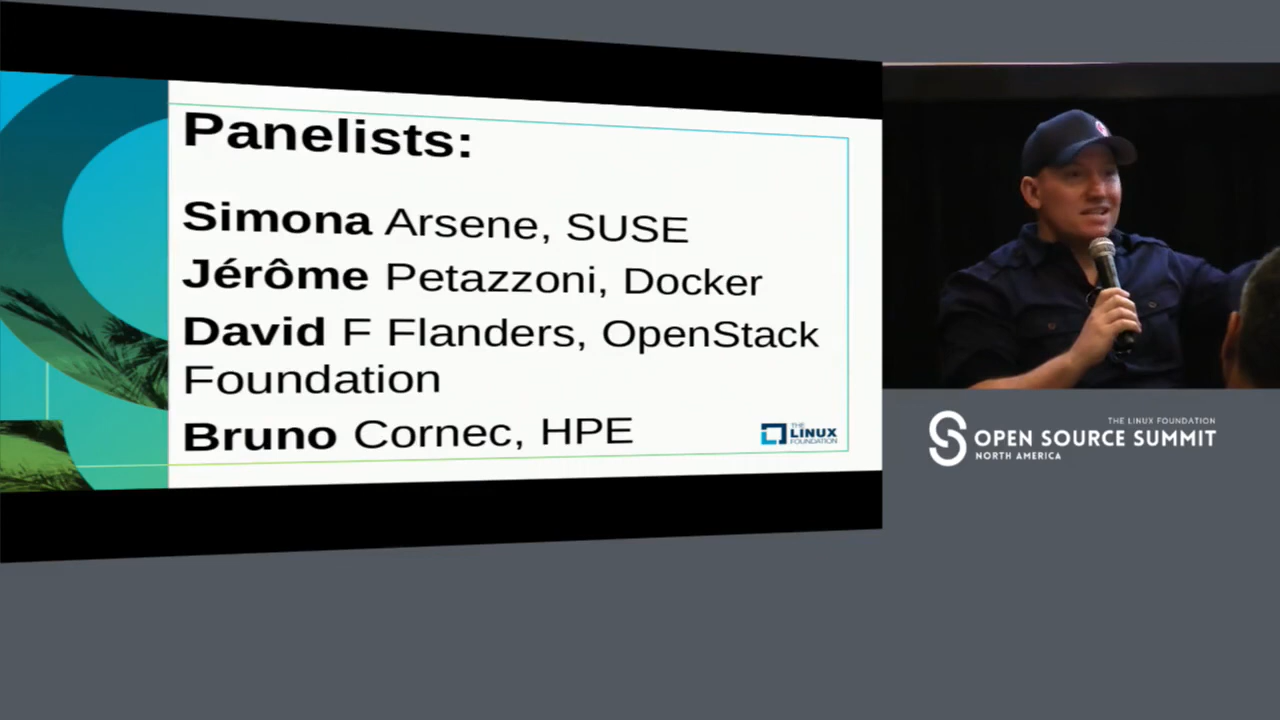 Panelists:
Simona Arsene, SUSE
Jérôme Petazzoni, Docker
David F Flanders, OpenStack
Foundation
Bruno Cornec, HPE
THE
LINUX
FOUNDATION
THE LINUX FOUNDATION
OPEN SOURCE SUMMIT
NORTH AMERICA